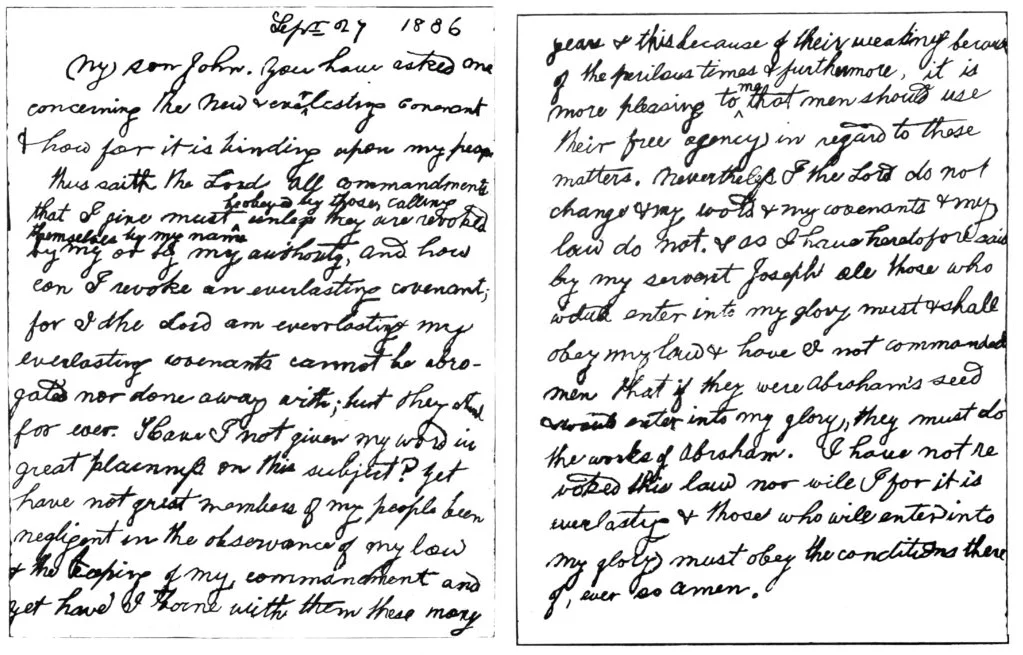 Sept 27 1886
My son John. You have asked me
concerning the New & everlasting covenant
& how far it is binding upon my people
thus saith the Lord all commandments
that I give must be obeyed by those calling
themselves by my name unless they are revoked
by my or by my authority, and how
can I revoke an everlasting covenant;
for I the Lord am everlasting & my
everlasting covenants cannot be abro-
gated nor done away with; but they stand
for ever. Have I not given my word in
great plainness on this subject? Yet
have not great numbers of my people been
negligent in the observance of my law
& the keeping of my commandment and
yet have I borne with them these many
years & this because of their weakness because
of the perilous times & furthermore, it is
more pleasing to me that men should use
their free agency in regard to these
matters. Nevertheless I the Lord do not
change & my word & my covenants & my
law do not. & as I have heretofore said
by my servant Joseph all those who
would enter into my glory must & shall
obey my law & have I not commanded
men that if they were Abraham's seed
& would enter into my glory, they must do
the works of Abraham. I have not re
voked this law nor will I for it is
everlasting & those who will enter into
my glory must obey the conditions there
of, even so amen.